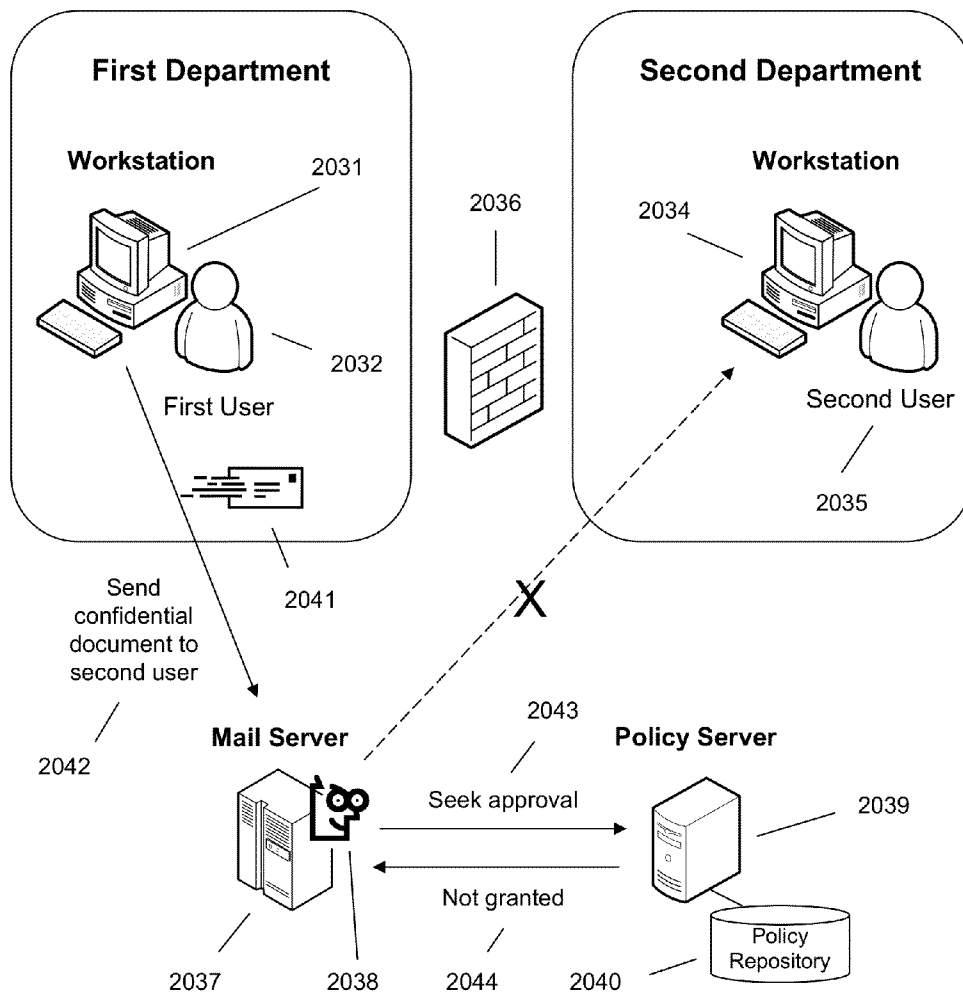 First Department
Second Department
Workstation
2031
2036
Workstation
2034
2032
First User
Second User
2035
2041
Send
confidential
document to
second user
X
2042
Mail Server
2043
Policy Server
Seek approval
2039
Not granted
Policy
Repository
2037
2038
2044
2040